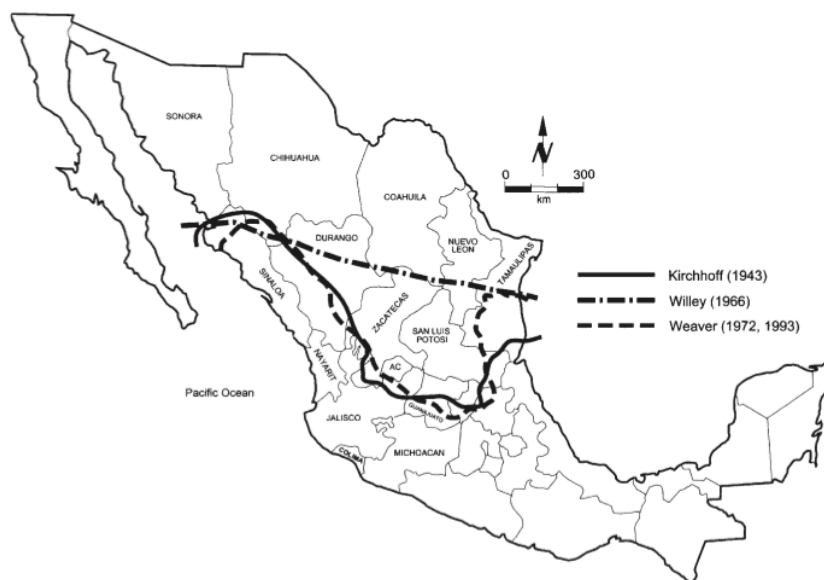 SONORA
CHIHUAHUA
COAHUILA
N
0 300
km
DURANGO
NUEVO
LEON
TAMAULIPAS
SINALOA
ZACATECAS
SAN LUIS
POTOSI
NAYARIT
AC
GUANAJUATO
JALISCO
MICHOACAN
COLIMA
Pacific Ocean
Kirchhoff (1943)
Willey (1966)
Weaver (1972, 1993)